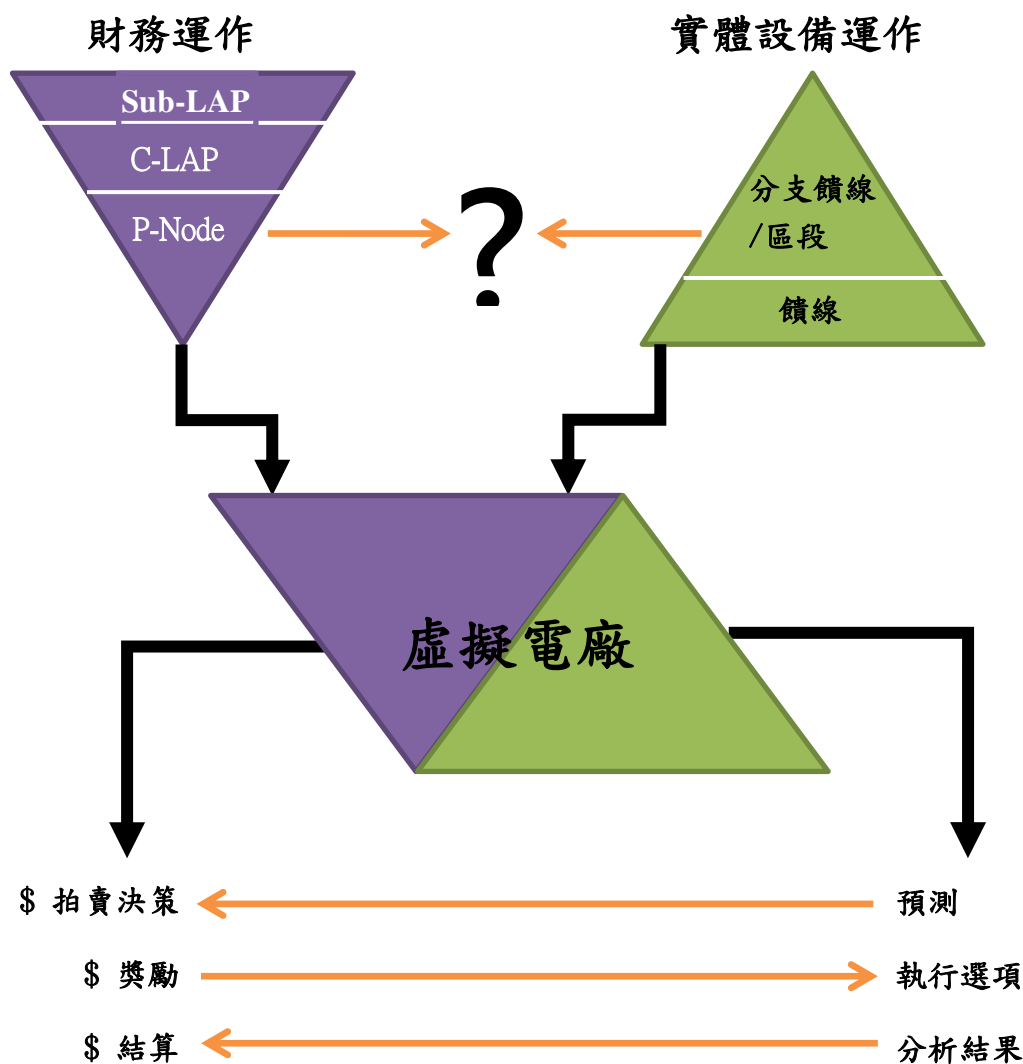 財務運作
實體設備運作
Sub-LAP
C-LAP
P-Node
?
分支饋線
/區段
饋線
虛擬電廠
$ 拍賣決策
預測
$ 獎勵
執行選項
$ 結算
分析結果